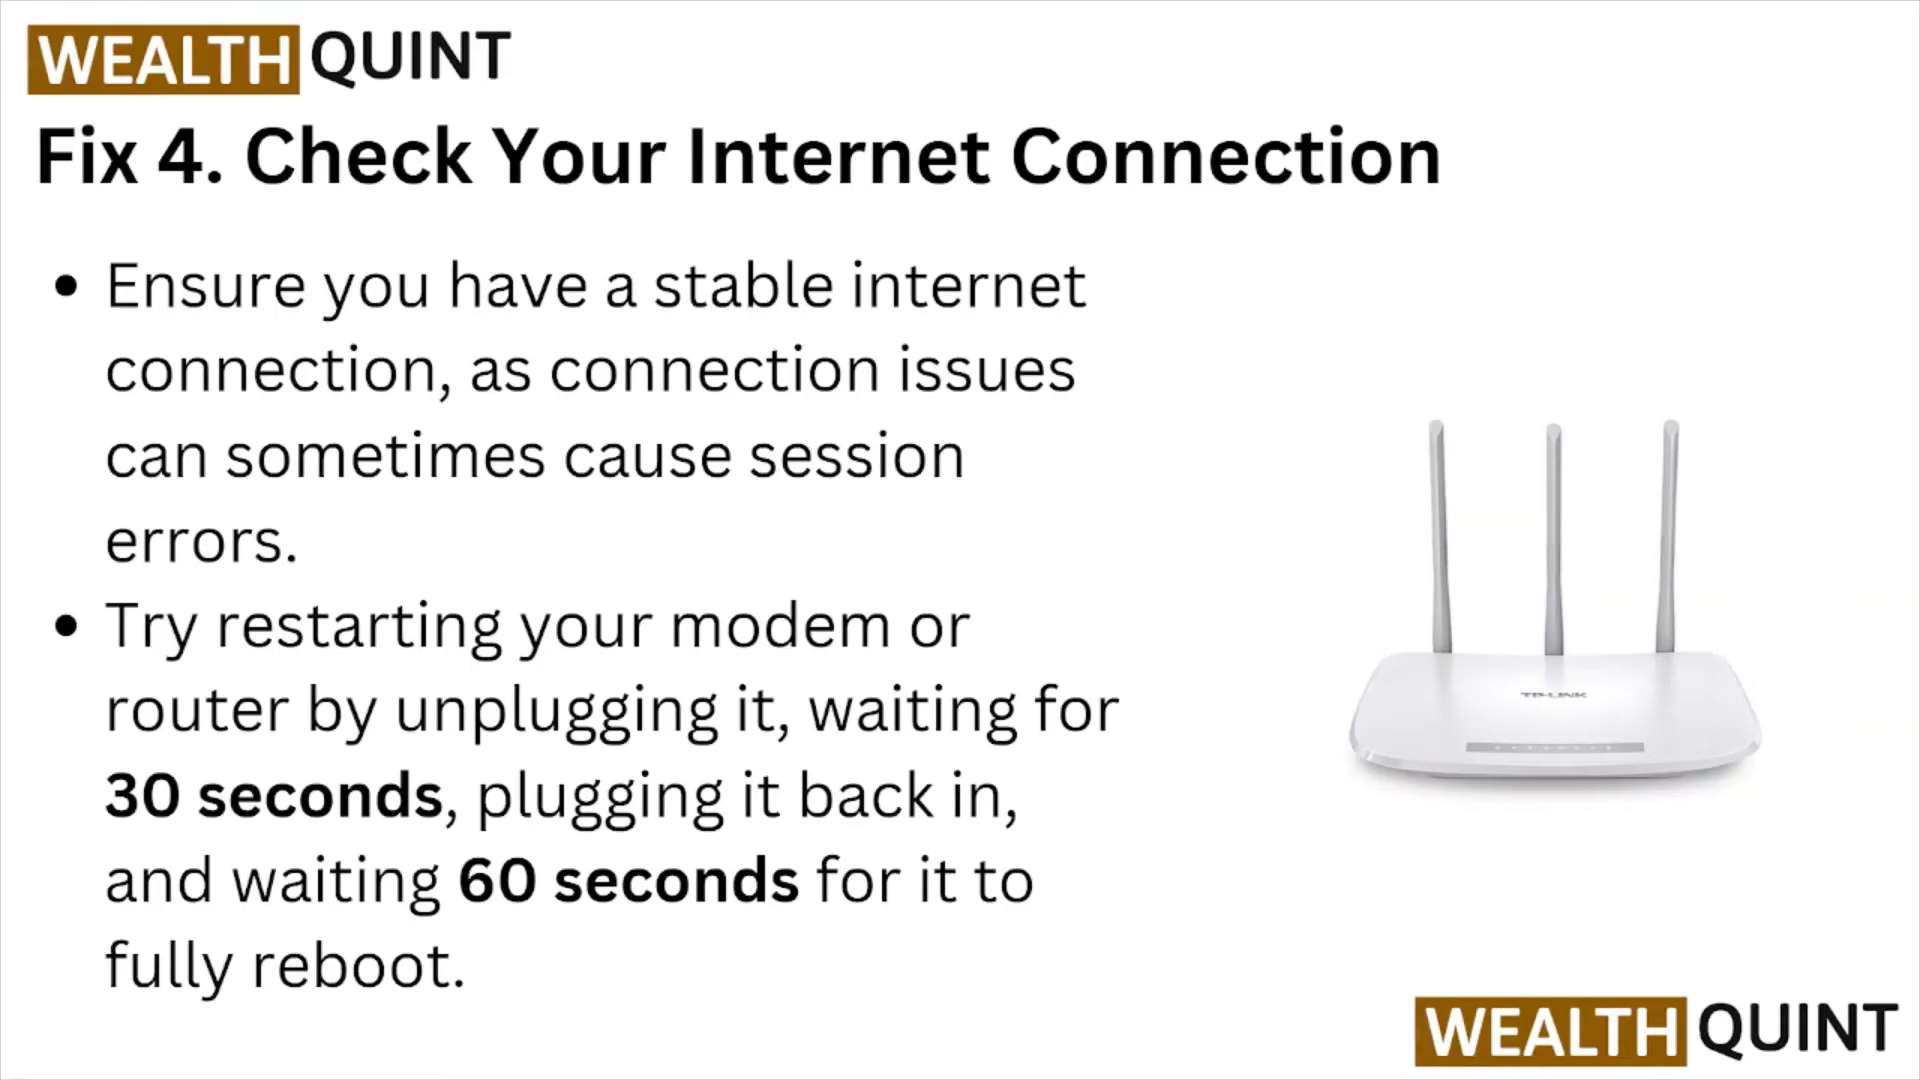 WEALTH QUINT
Fix 4. Check Your Internet Connection
• Ensure you have a stable internet
connection, as connection issues
can sometimes cause session
errors.
• Try restarting your modem or
router by unplugging it, waiting for
30 seconds, plugging it back in,
and waiting 60 seconds for it to
fully reboot.
TP-LINK
WEALTH QUINT